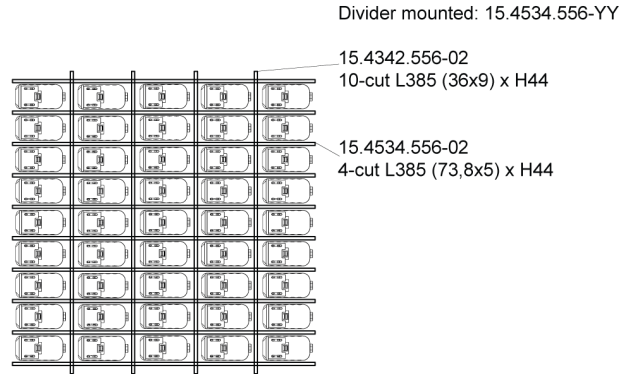 Divider mounted: 15.4534.556-YY
15.4342.556-02
10-cut L385 (36x9) x H44
15.4534.556-02
4-cut L385 (73,8x5) x H44